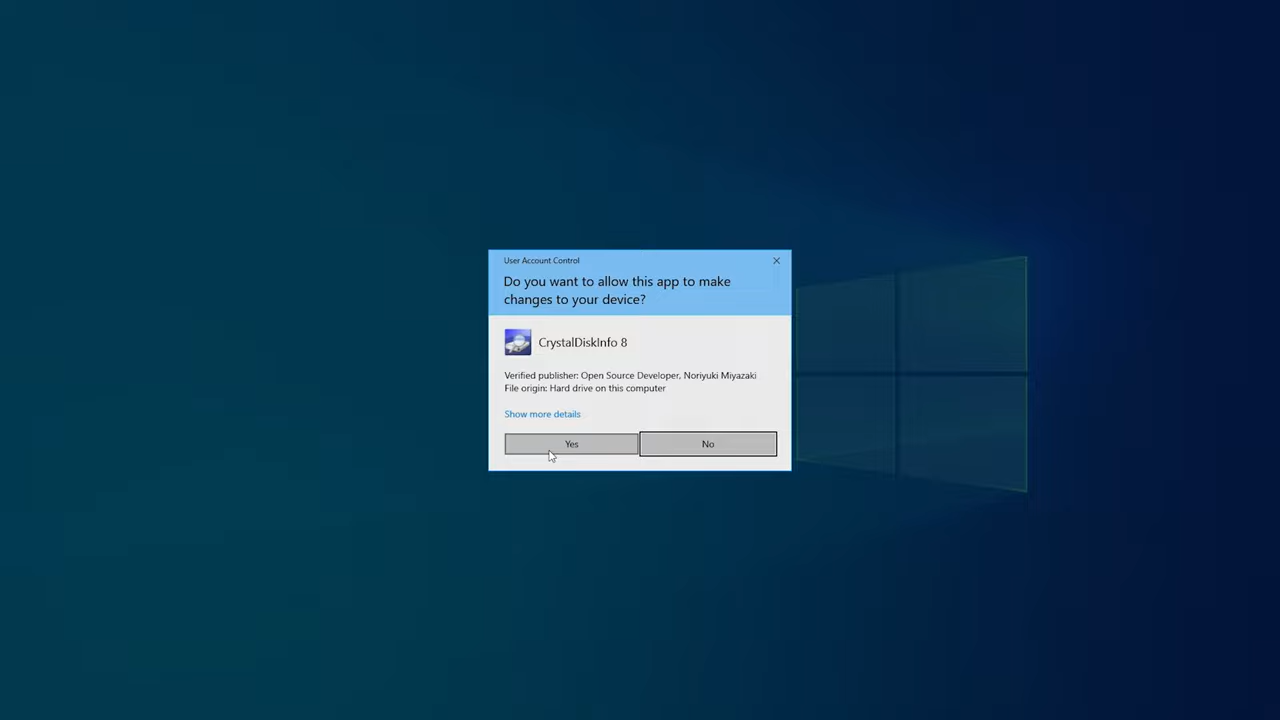 User Account Control
Do you want to allow this app to make
changes to your device?
CrystalDiskInfo 8
Verified publisher: Open Source Developer, Noriyuki Miyazaki
File origin: Hard drive on this computer
Show more details
Yes
No